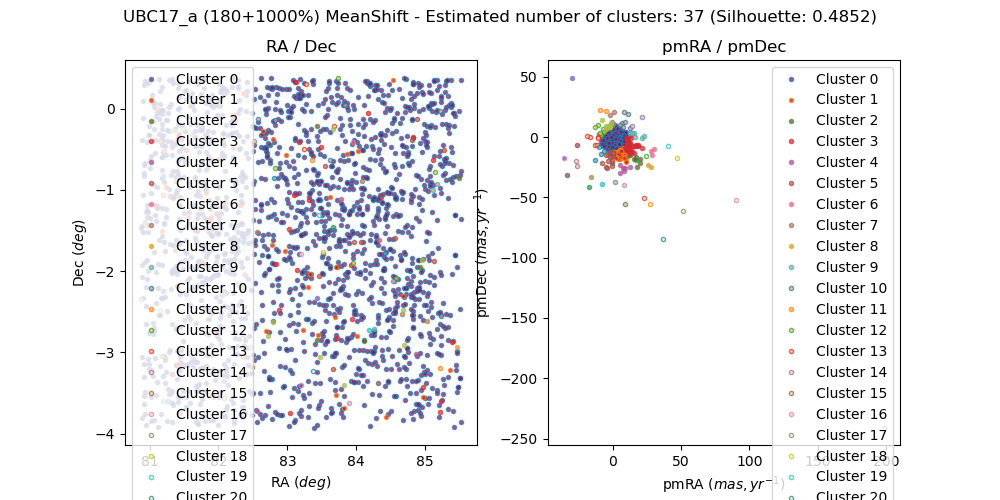 UBC17_a (180+1000%) MeanShift - Estimated number of clusters: 37 (Silhouette: 0.4852)
RA / Dec
0
−1
−2
−3
−4
Dec (deg)
81
82
83
84
85
RA (deg)
Cluster 0
Cluster 1
Cluster 2
Cluster 3
Cluster 4
Cluster 5
Cluster 6
Cluster 7
Cluster 8
Cluster 9
Cluster 10
Cluster 11
Cluster 12
Cluster 13
Cluster 14
Cluster 15
Cluster 16
Cluster 17
Cluster 18
Cluster 19
Cluster 20
pmRA / pmDec
50
0
−50
−100
−150
−200
−250
pmDec (mas, yr⁻¹)
0
50
100
150
200
pmRA (mas, yr⁻¹)
Cluster 0
Cluster 1
Cluster 2
Cluster 3
Cluster 4
Cluster 5
Cluster 6
Cluster 7
Cluster 8
Cluster 9
Cluster 10
Cluster 11
Cluster 12
Cluster 13
Cluster 14
Cluster 15
Cluster 16
Cluster 17
Cluster 18
Cluster 19
Cluster 20